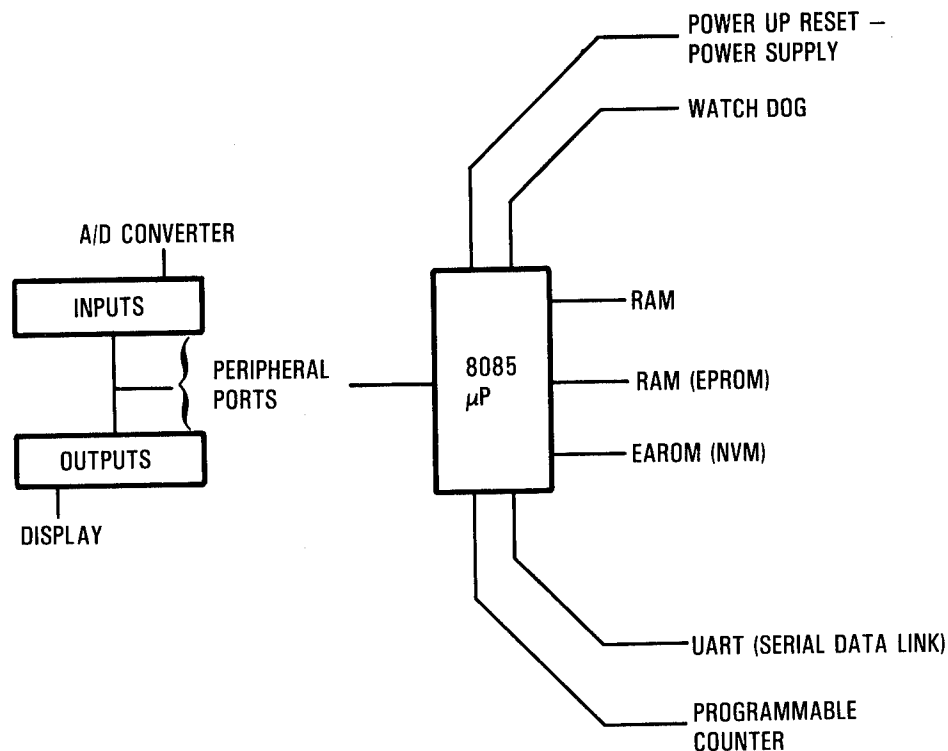 POWER UP RESET –
POWER SUPPLY
WATCH DOG
A/D CONVERTER
INPUTS
RAM
PERIPHERAL
PORTS
8085
μP
RAM (EPROM)
OUTPUTS
EAROM (NVM)
DISPLAY
UART (SERIAL DATA LINK)
PROGRAMMABLE
COUNTER